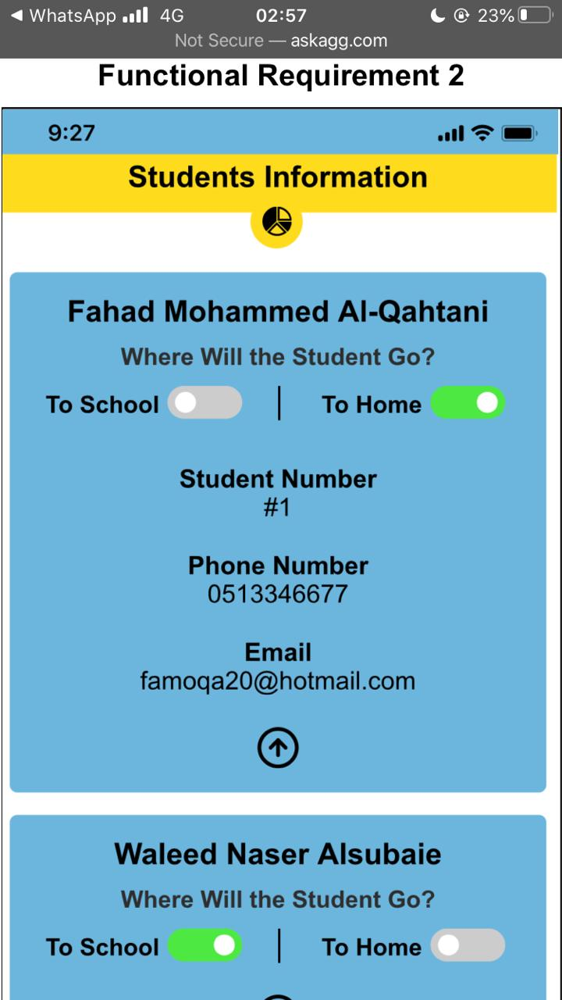 WhatsApp 4G 02:57 23%
Not Secure — askagg.com
Functional Requirement 2
9:27
Students Information
Fahad Mohammed Al-Qahtani
Where Will the Student Go?
To School | To Home
Student Number
#1
Phone Number
0513346677
Email
famoqa20@hotmail.com
Waleed Naser Alsubaie
Where Will the Student Go?
To School | To Home